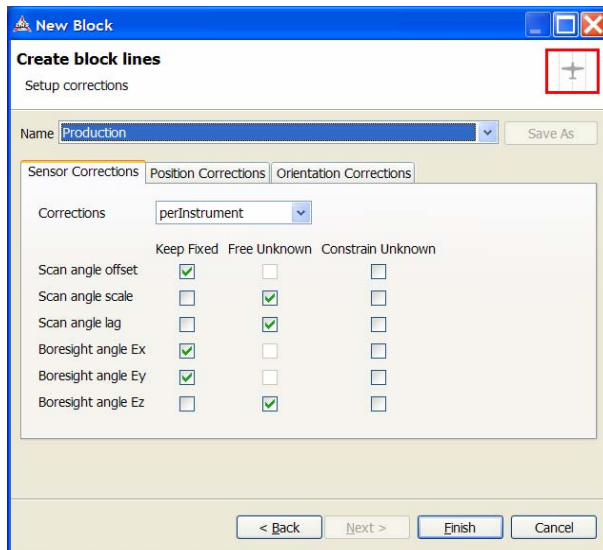 New Block
Create block lines
Setup corrections
Name Production Save As
Sensor Corrections Position Corrections Orientation Corrections
Corrections perInstrument
Keep Fixed Free Unknown Constrain Unknown
Scan angle offset
Scan angle scale
Scan angle lag
Boresight angle Ex
Boresight angle Ey
Boresight angle Ez
< Back Next > Finish Cancel